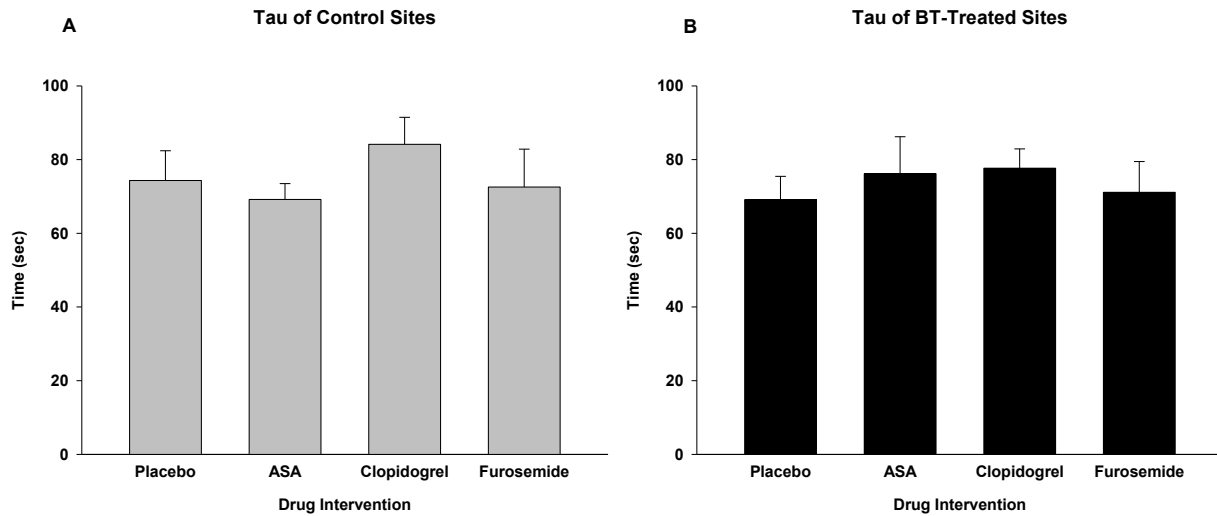 A
Tau of Control Sites
Time (sec)
100
80
60
40
20
0
Placebo ASA Clopidogrel Furosemide
Drug Intervention
B
Tau of BT-Treated Sites
Time (sec)
100
80
60
40
20
0
Placebo ASA Clopidogrel Furosemide
Drug Intervention